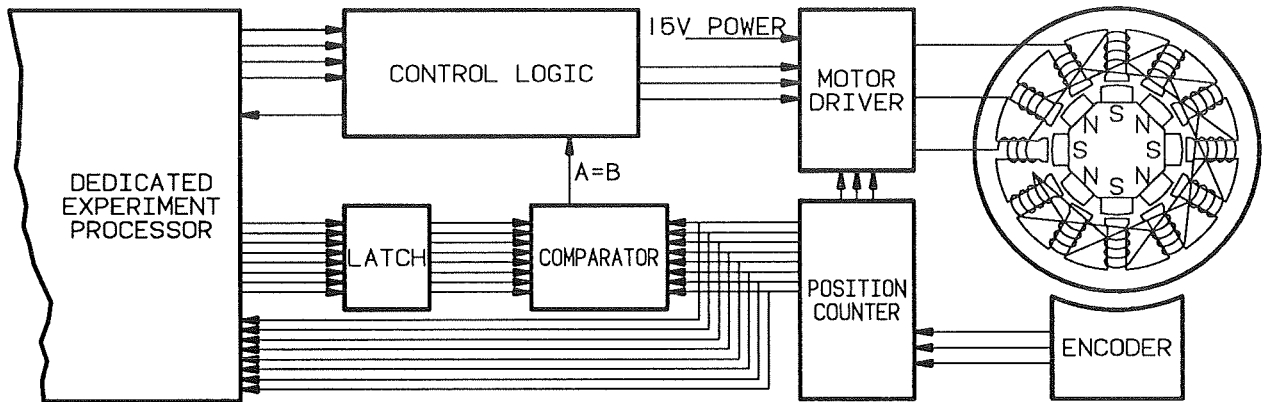 DEDICATED
EXPERIMENT
PROCESSOR
CONTROL LOGIC
15V POWER
MOTOR
DRIVER
A=B
LATCH
COMPARATOR
POSITION
COUNTER
ENCODER
S
N
N
S
S
N
N
S